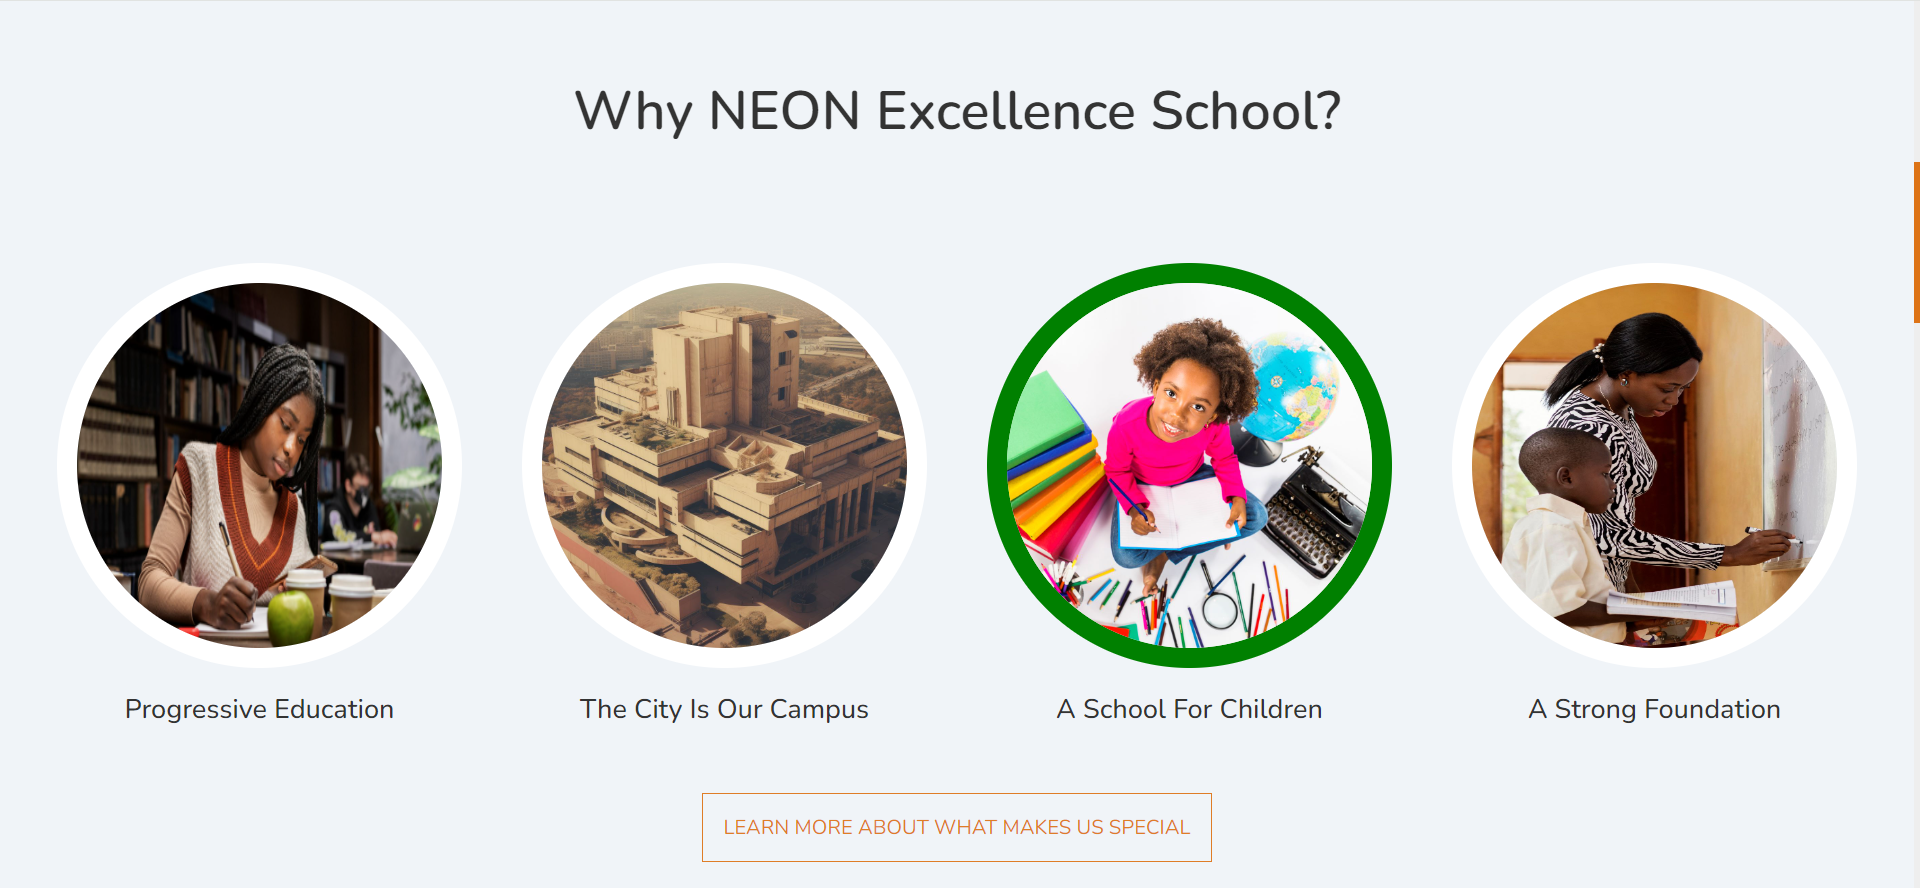 Why NEON Excellence School?
Progressive Education
The City Is Our Campus
A School For Children
A Strong Foundation
LEARN MORE ABOUT WHAT MAKES US SPECIAL